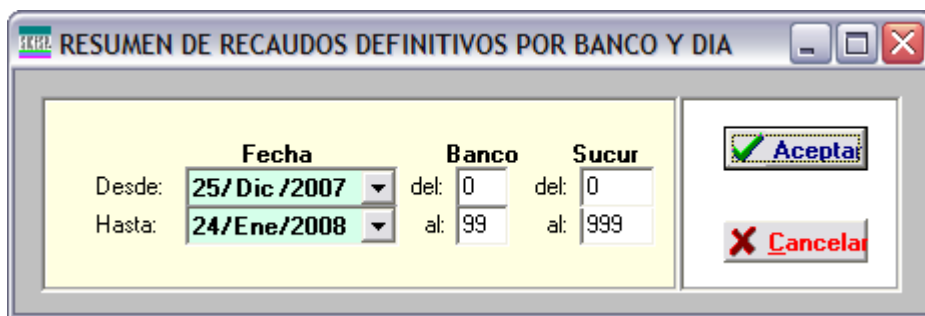 RESUMEN DE RECAUDOS DEFINITIVOS POR BANCO Y DIA
Fecha Banco Sucur
Desde: 25/Dic/2007 del: 0 del: 0
Hasta: 24/Ene/2008 al: 99 al: 999
Aceptar
Cancelar